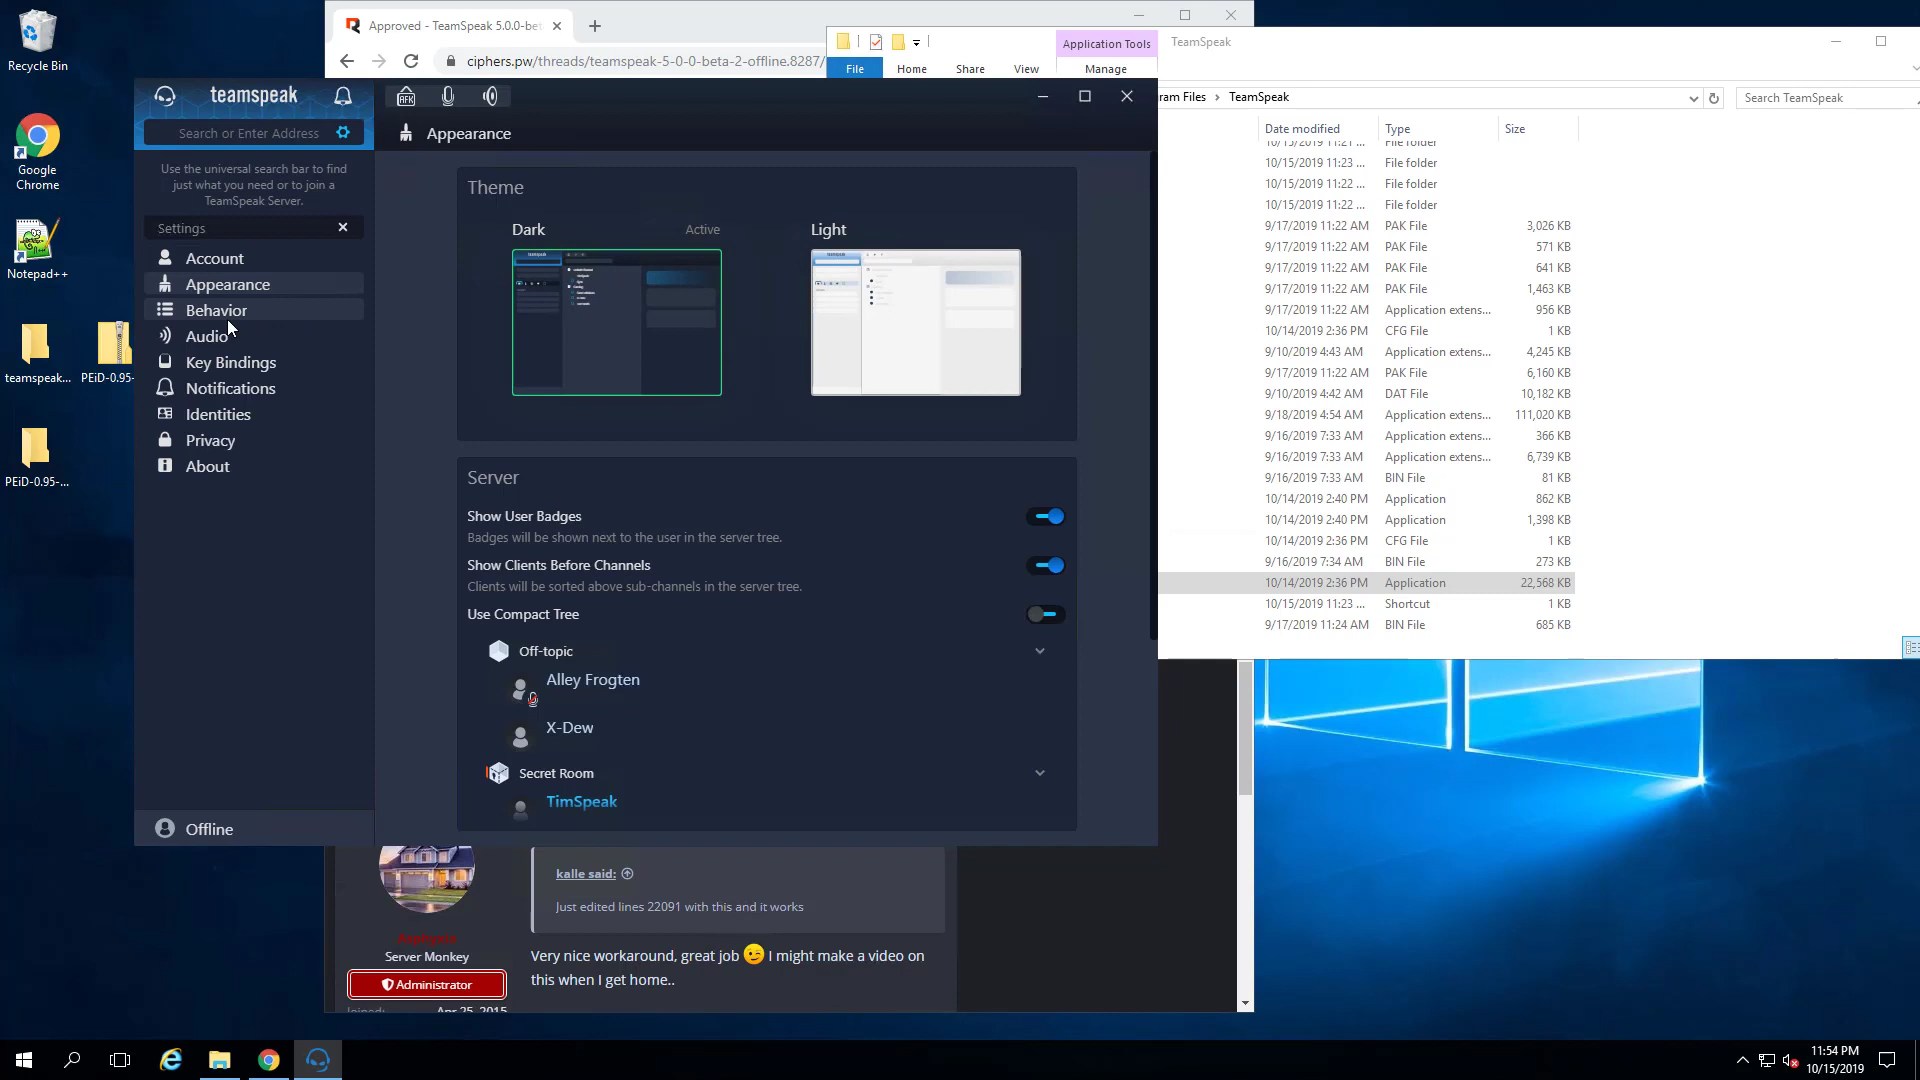 Recycle Bin
Google
Chrome
Notepad++
teamspeak...
PEiD-0.95-
PEiD-0.95-...
Approved - TeamSpeak 5.0.0-bet
ciphers.pw/threads/teamspeak-5-0-0-beta-2-offline.8287/
Application Tools
TeamSpeak
File
Home
Share
View
Manage
ram Files
TeamSpeak
Search TeamSpeak
Date modified
Type
Size
File folder
10/15/2019 11:23 ...
File folder
10/15/2019 11:22 ...
File folder
10/15/2019 11:22 ...
File folder
9/17/2019 11:22 AM
PAK File
3,026 KB
9/17/2019 11:22 AM
PAK File
571 KB
9/17/2019 11:22 AM
PAK File
641 KB
9/17/2019 11:22 AM
PAK File
1,463 KB
9/17/2019 11:22 AM
Application extens...
956 KB
10/14/2019 2:36 PM
CFG File
1 KB
9/10/2019 4:43 AM
Application extens...
4,245 KB
9/17/2019 11:22 AM
PAK File
6,160 KB
9/10/2019 4:42 AM
DAT File
10,182 KB
9/18/2019 4:54 AM
Application extens...
111,020 KB
9/16/2019 7:33 AM
Application extens...
366 KB
9/16/2019 7:33 AM
Application extens...
6,739 KB
9/16/2019 7:33 AM
BIN File
81 KB
10/14/2019 2:40 PM
Application
862 KB
10/14/2019 2:40 PM
Application
1,398 KB
10/14/2019 2:36 PM
CFG File
1 KB
9/16/2019 7:34 AM
BIN File
273 KB
10/14/2019 2:36 PM
Application
22,568 KB
10/15/2019 11:23 ...
Shortcut
1 KB
9/17/2019 11:24 AM
BIN File
685 KB
teamspeak
AFK
Search or Enter Address
Use the universal search bar to find
just what you need or to join a
TeamSpeak Server.
Settings
Account
Appearance
Behavior
Audio
Key Bindings
Notifications
Identities
Privacy
About
Offline
Appearance
Theme
Dark
Active
Light
Server
Show User Badges
Badges will be shown next to the user in the server tree.
Show Clients Before Channels
Clients will be sorted above sub-channels in the server tree.
Use Compact Tree
Off-topic
Alley Frogten
X-Dew
Secret Room
TimSpeak
Server Monkey
Administrator
Joined:
Apr 25, 2015
kalle said:
Just edited lines 22091 with this and it works
Very nice workaround, great job 😉 I might make a video on
this when I get home..
11:54 PM
10/15/2019